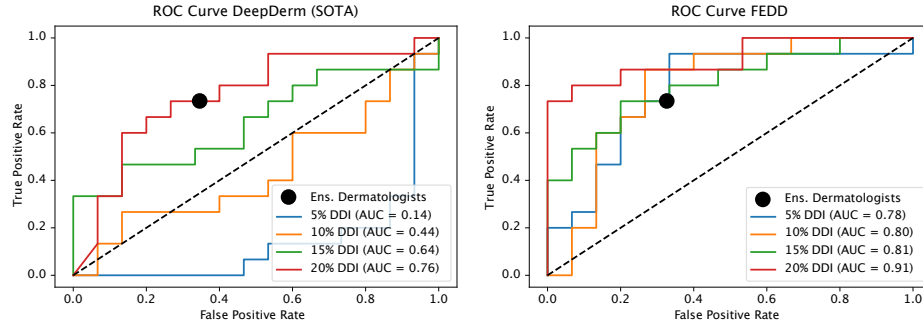 ROC Curve DeepDerm (SOTA)
True Positive Rate
1.0
0.8
0.6
0.4
0.2
0.0
Ens. Dermatologists
5% DDI (AUC = 0.14)
10% DDI (AUC = 0.44)
15% DDI (AUC = 0.64)
20% DDI (AUC = 0.76)
0.0 0.2 0.4 0.6 0.8 1.0
False Positive Rate
ROC Curve FEDD
True Positive Rate
1.0
0.8
0.6
0.4
0.2
0.0
Ens. Dermatologists
5% DDI (AUC = 0.78)
10% DDI (AUC = 0.80)
15% DDI (AUC = 0.81)
20% DDI (AUC = 0.91)
0.0 0.2 0.4 0.6 0.8 1.0
False Positive Rate